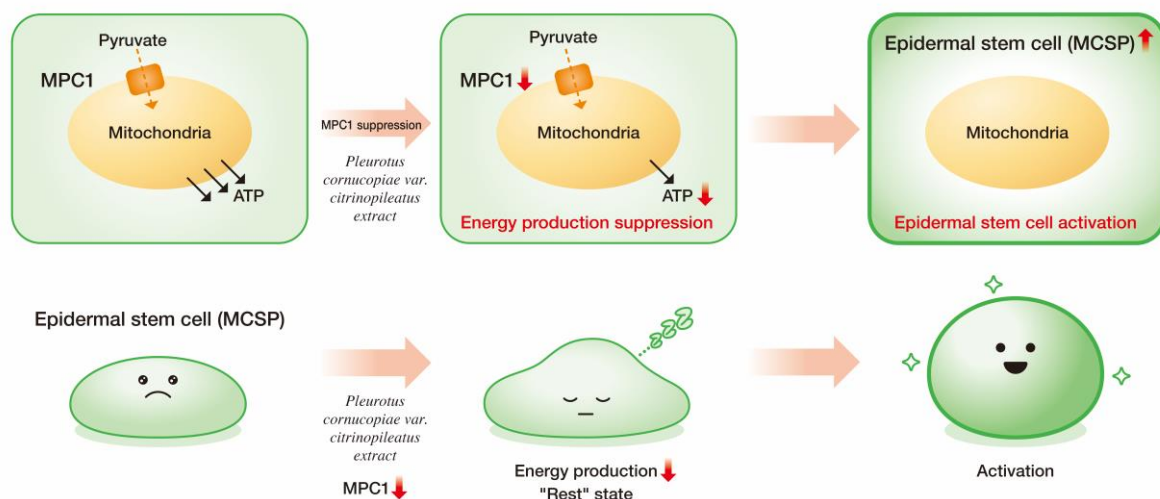 Pyruvate
MPC1
Mitochondria
ATP
MPC1 suppression
Pleurotus
cornucopiae var.
citrinopileatus
extract
Pyruvate
MPC1
Mitochondria
ATP
Energy production suppression
Epidermal stem cell (MCSP)
Mitochondria
Epidermal stem cell activation
Epidermal stem cell (MCSP)
Pleurotus
cornucopiae var.
citrinopileatus
extract
MPC1
Energy production
"Rest" state
Activation